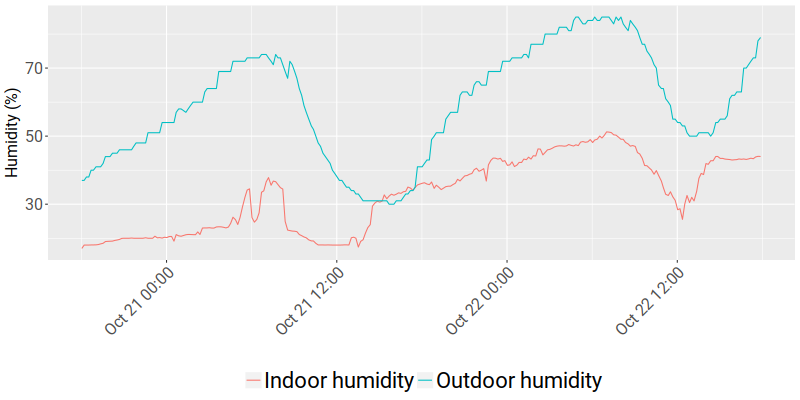 Humidity (%)
70
50
30
Oct 21 00:00
Oct 21 12:00
Oct 22 00:00
Oct 22 12:00
Indoor humidity Outdoor humidity